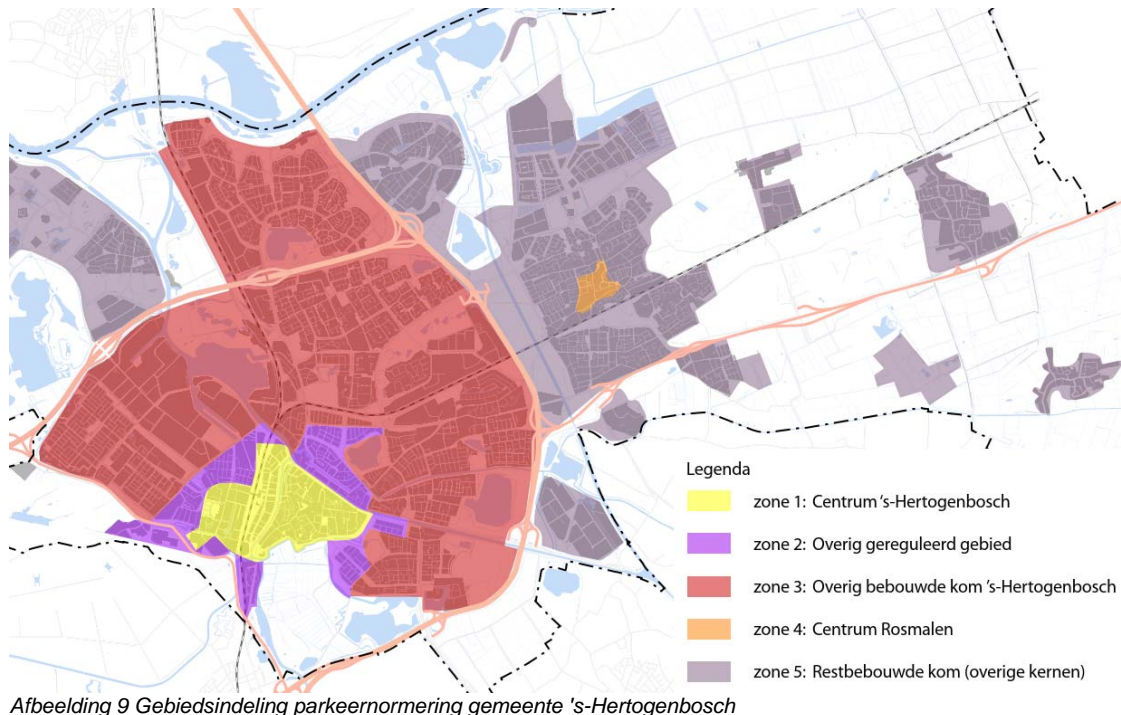 Legenda
zone 1: Centrum 's-Hertogenbosch
zone 2: Overig gereguleerd gebied
zone 3: Overig bebouwde kom 's-Hertogenbosch
zone 4: Centrum Rosmalen
zone 5: Restbebouwde kom (overige kernen)
Afbeelding 9 Gebiedsindeling parkeernormering gemeente 's-Hertogenbosch